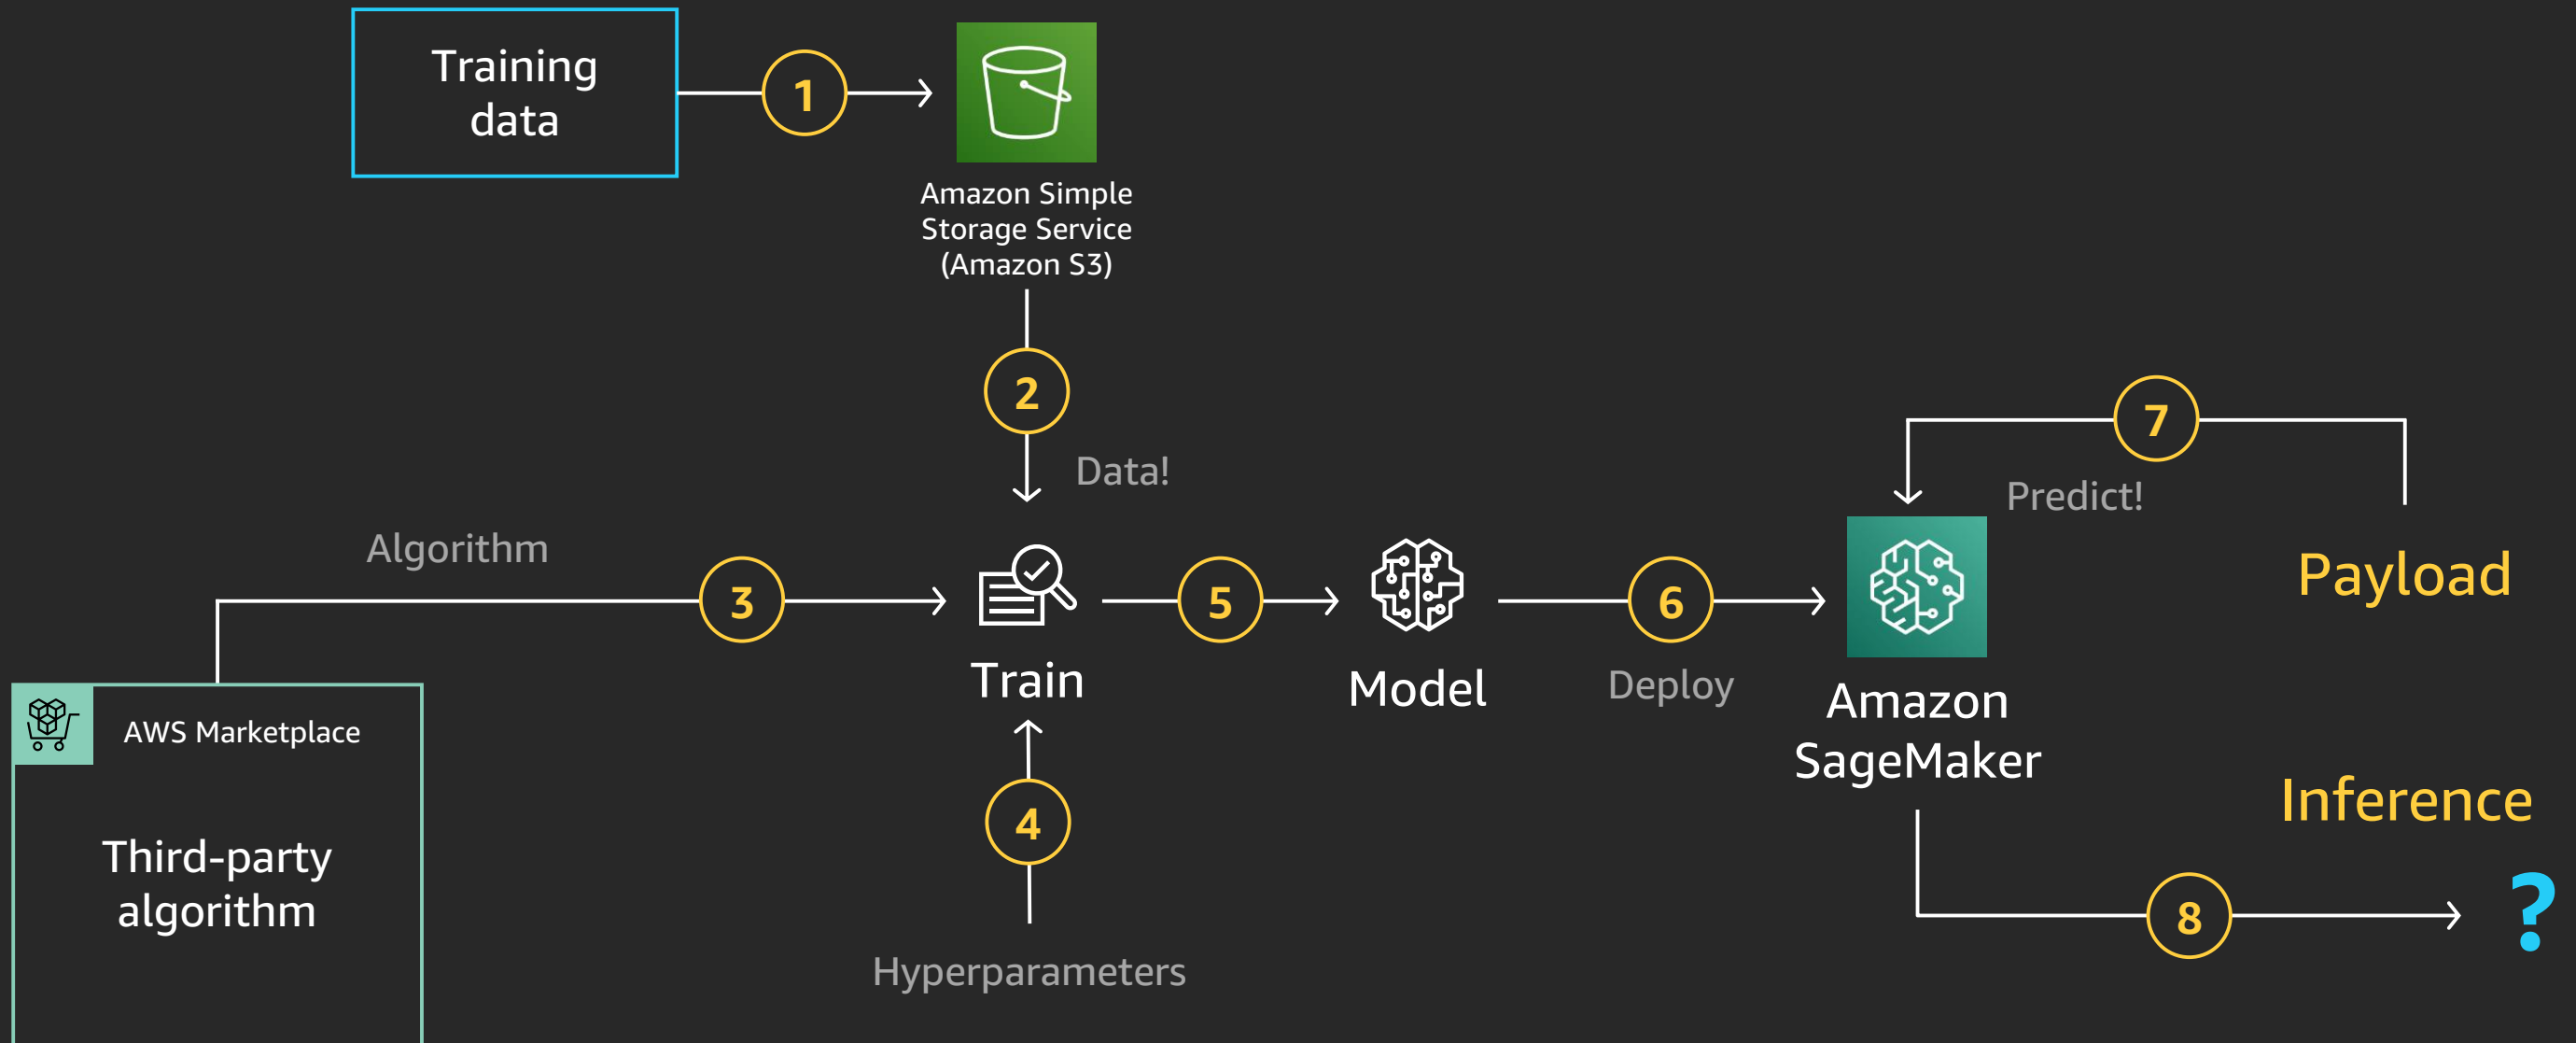 Training
data
1
Amazon Simple
Storage Service
(Amazon S3)
2
Data!
7
Predict!
Payload
Algorithm
3
Train
5
Model
6
Deploy
Amazon
SageMaker
AWS Marketplace
Third-party
algorithm
4
Hyperparameters
Inference
8
?